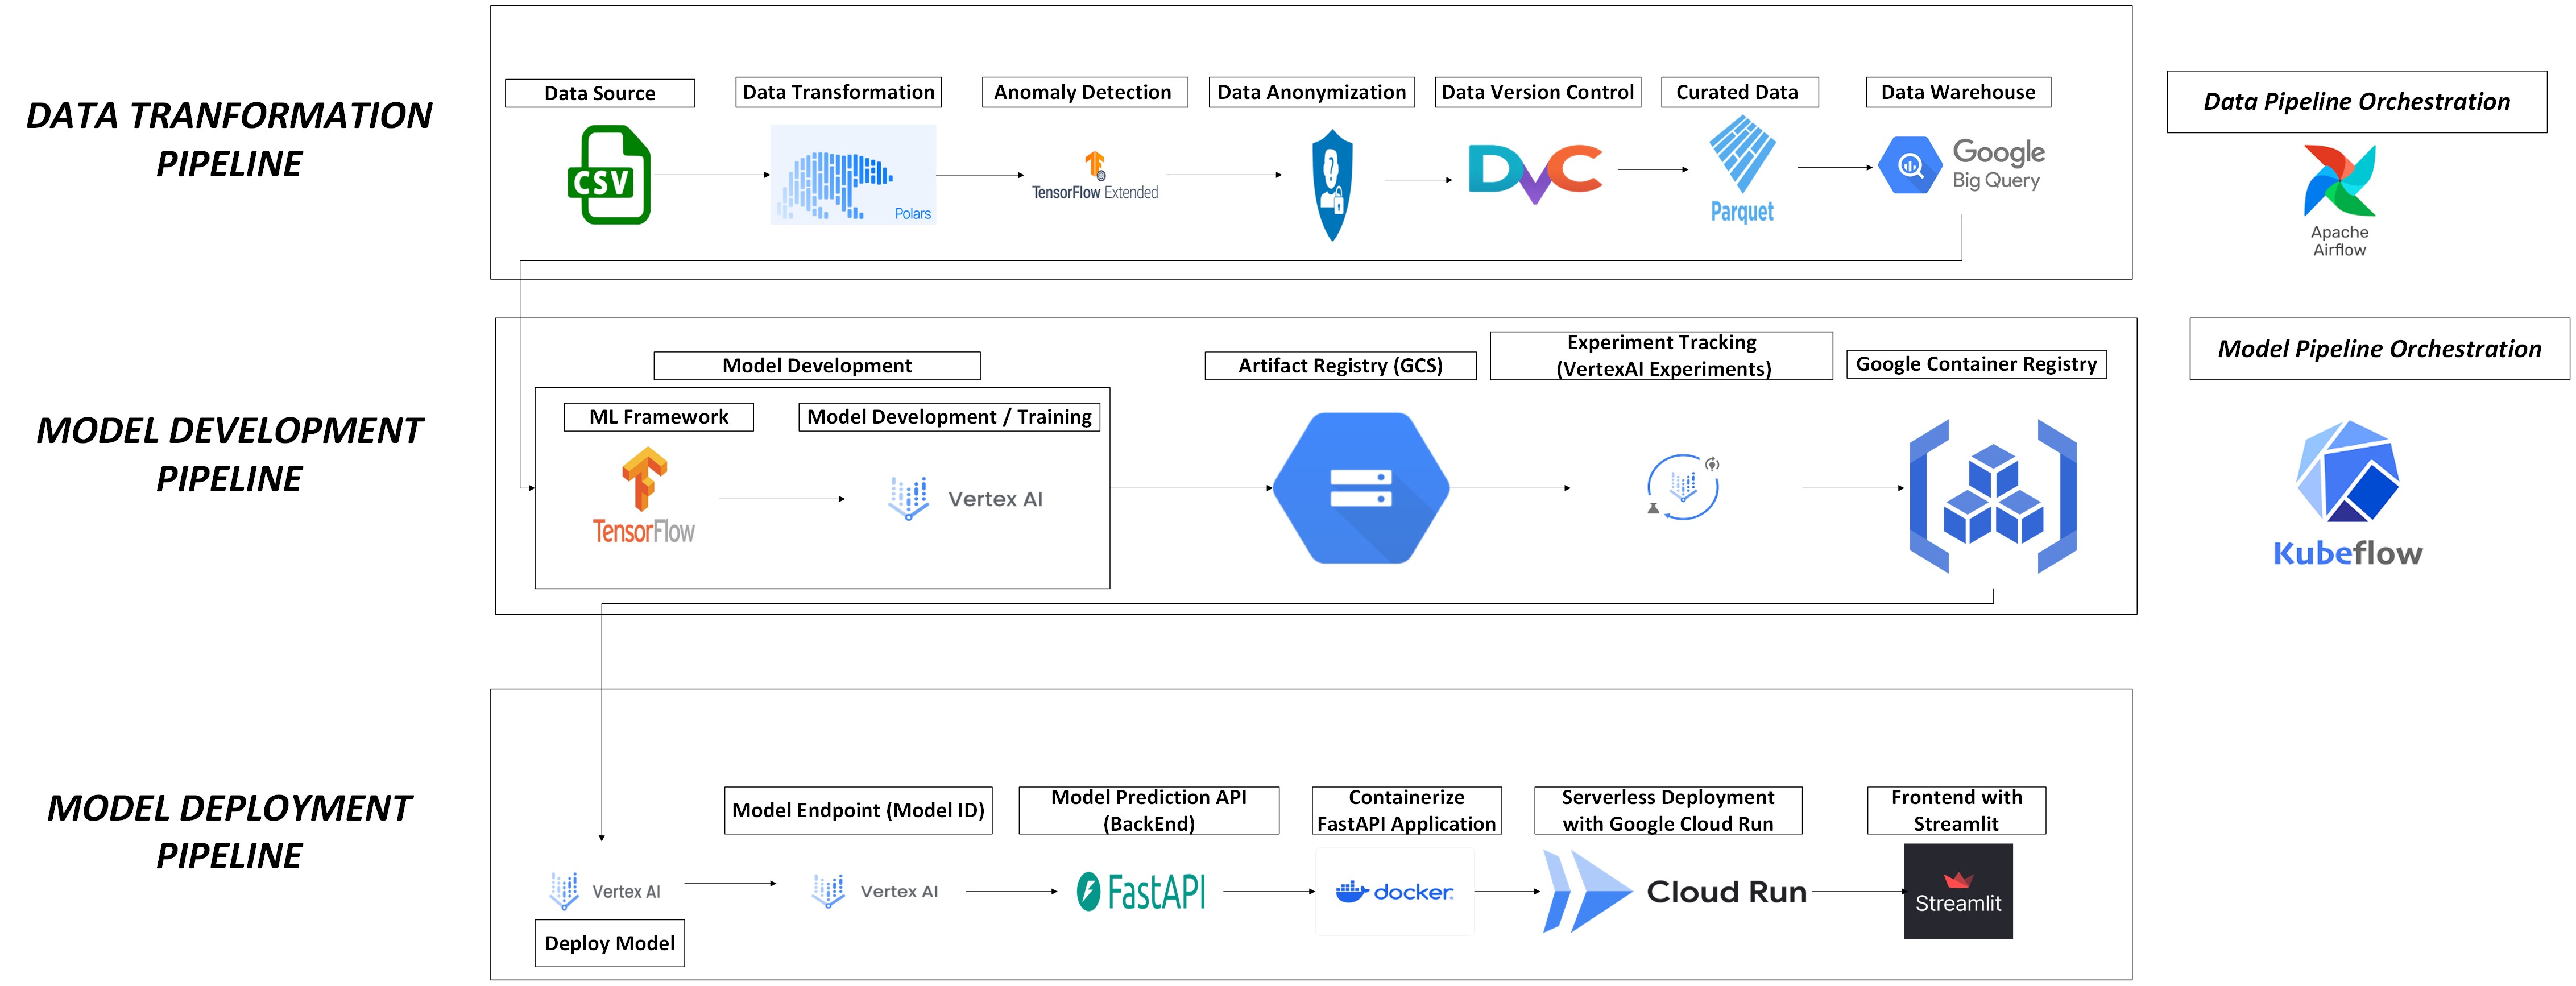 DATA TRANFORMATION
PIPELINE
Data Source
Data Transformation
Anomaly Detection
Data Anonymization
Data Version Control
Curated Data
Data Warehouse
Data Pipeline Orchestration
CSV
Polars
TensorFlow Extended
?
DVC
Parquet
Google
Big Query
Apache
Airflow
MODEL DEVELOPMENT
PIPELINE
Model Development
Artifact Registry (GCS)
Experiment Tracking
(VertexAI Experiments)
Google Container Registry
Model Pipeline Orchestration
ML Framework
Model Development / Training
TensorFlow
Vertex AI
Kubeflow
MODEL DEPLOYMENT
PIPELINE
Model Endpoint (Model ID)
Model Prediction API
(BackEnd)
Containerize
FastAPI Application
Serverless Deployment
with Google Cloud Run
Frontend with
Streamlit
Vertex AI
Vertex AI
FastAPI
docker
Cloud Run
Streamlit
Deploy Model